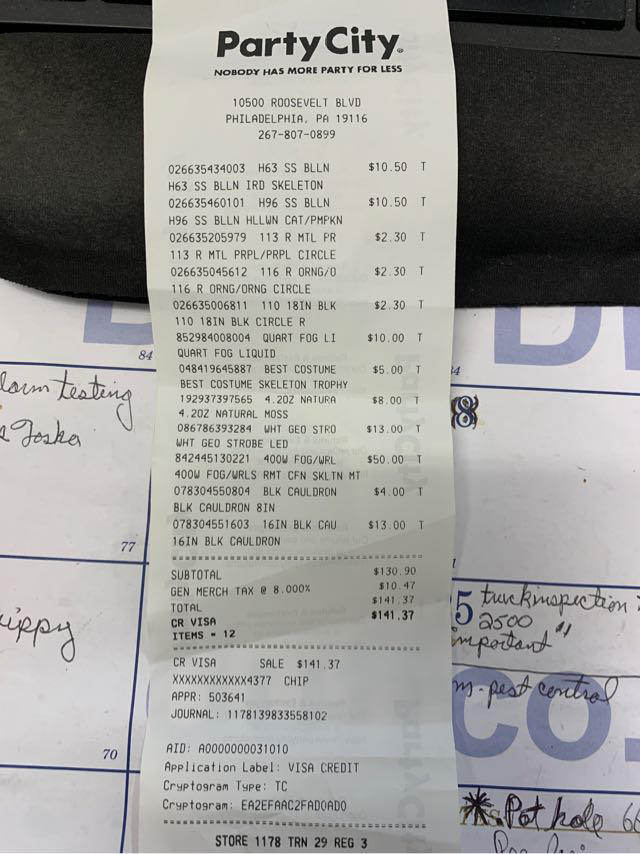 PartyCity
NOBODY HAS MORE PARTY FOR LESS
10500 ROOSEVELT BLVD
PHILADELPHIA, PA 19116
267-807-0899
026635434003 H63 SS BLLN $10.50 T
H63 SS BLLN IRD SKELETON
026635460101 H96 SS BLLN $10.50 T
H96 SS BLLN HLLWN CAT/PMPKN
026635205979 113 R MTL PR $2.30 T
113 R MTL PRPL/PRPL CIRCLE
026635045612 116 R ORNG/O $2.30 T
116 R ORNG/ORNG CIRCLE
026635006811 110 18IN BLK $2.30 T
110 18IN BLK CIRCLE R
852984008004 QUART FOG LI $10.00 T
QUART FOG LIQUID
048419645887 BEST COSTUME $5.00 T
BEST COSTUME SKELETON TROPHY
192937397565 4.2OZ NATURA $8.00 T
4.2OZ NATURAL MOSS
086786393284 WHT GEO STRO $13.00 T
WHT GEO STROBE LED
842445130221 400W FOG/WRL $50.00 T
400W FOG/WRLS RMT CFN SKLTN MT
078304550804 BLK CAULDRON $4.00 T
BLK CAULDRON 8IN
078304551603 16IN BLK CAU $13.00 T
16IN BLK CAULDRON
SUBTOTAL $130.90
GEN MERCH TAX @ 8.000% $10.47
TOTAL $141.37
CR VISA $141.37
ITEMS = 12
CR VISA SALE $141.37
XXXXXXXXXXXX4377 CHIP
APPR: 503641
JOURNAL: 1178139833558102
AID: A0000000031010
Application Label: VISA CREDIT
Cryptogram Type: TC
Cryptogram: EA2EFAAC2FAD0AD0
STORE 1178 TRN 29 REG 3
84
testing
77
70
5 truck inspection
2500
important"
pest control
CO.
Pot hole 66